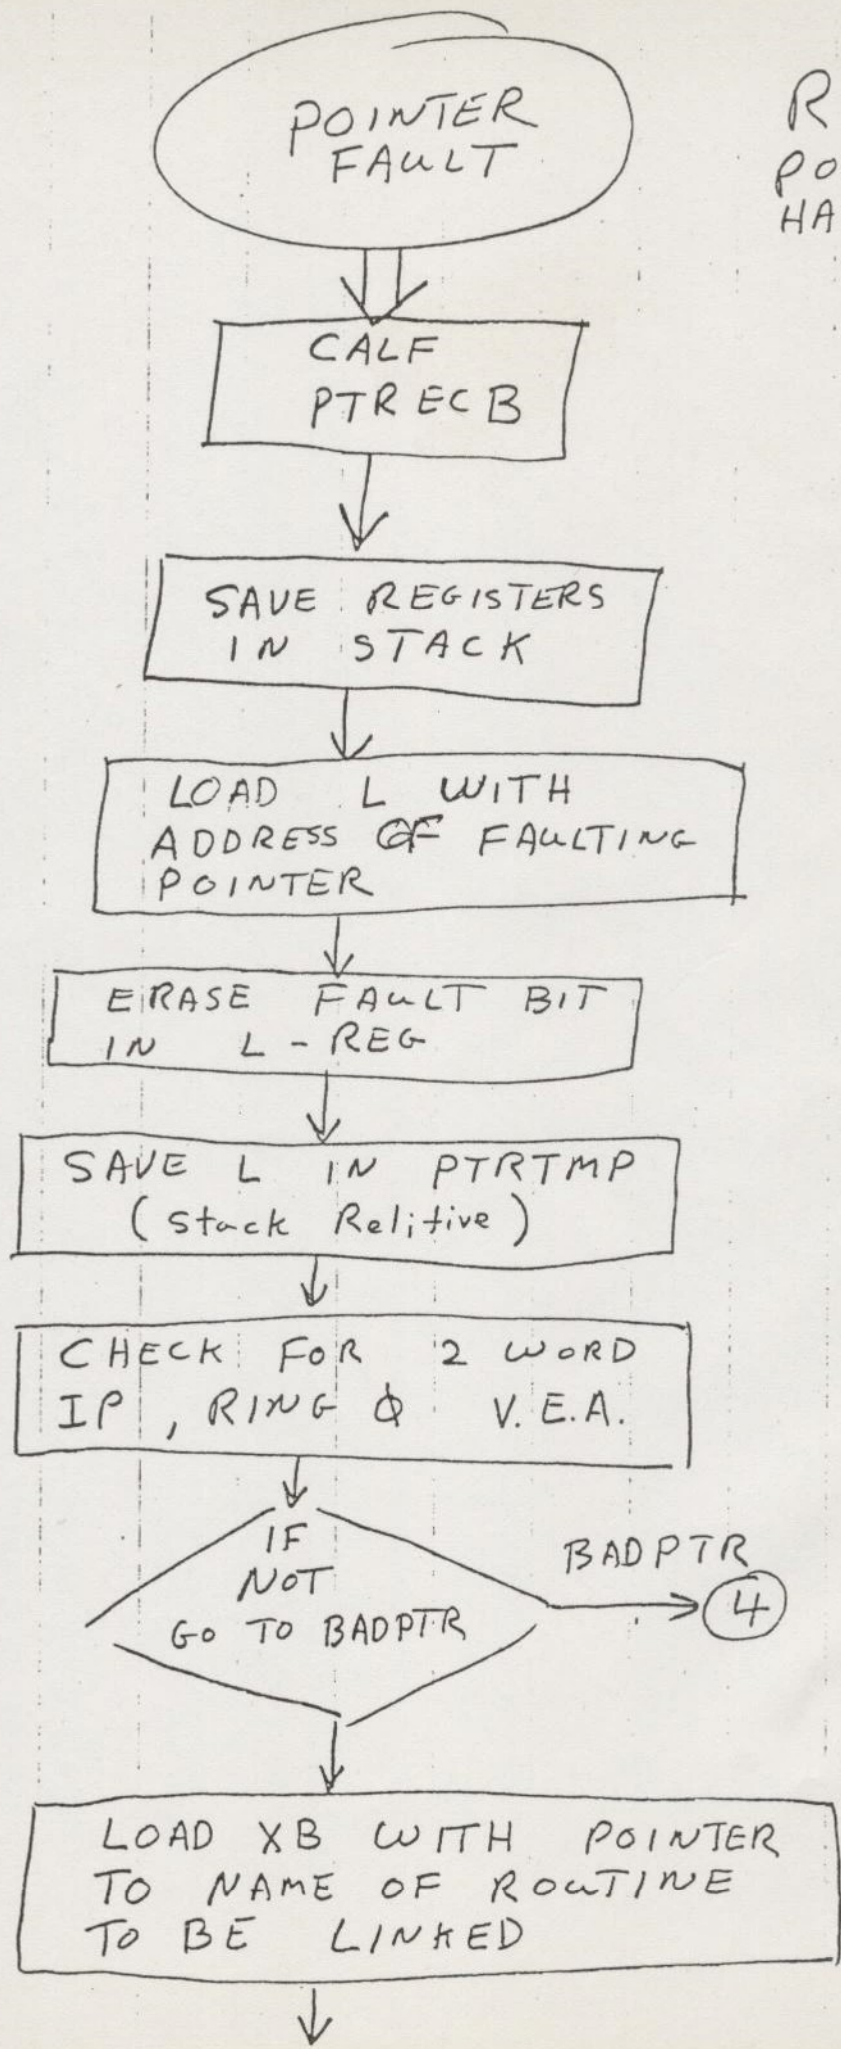 POINTER
FAULT
R
PO
HA
CALF
PTRECB
SAVE REGISTERS
IN STACK
LOAD L WITH
ADDRESS OF FAULTING
POINTER
ERASE FAULT BIT
IN L-REG
SAVE L IN PTRTMP
(Stack Relitive)
CHECK FOR 2 WORD
IP, RING φ V.E.A.
IF
NOT
GO TO BADPTR
BADPTR
4
LOAD XB WITH POINTER
TO NAME OF ROUTINE
TO BE LINKED